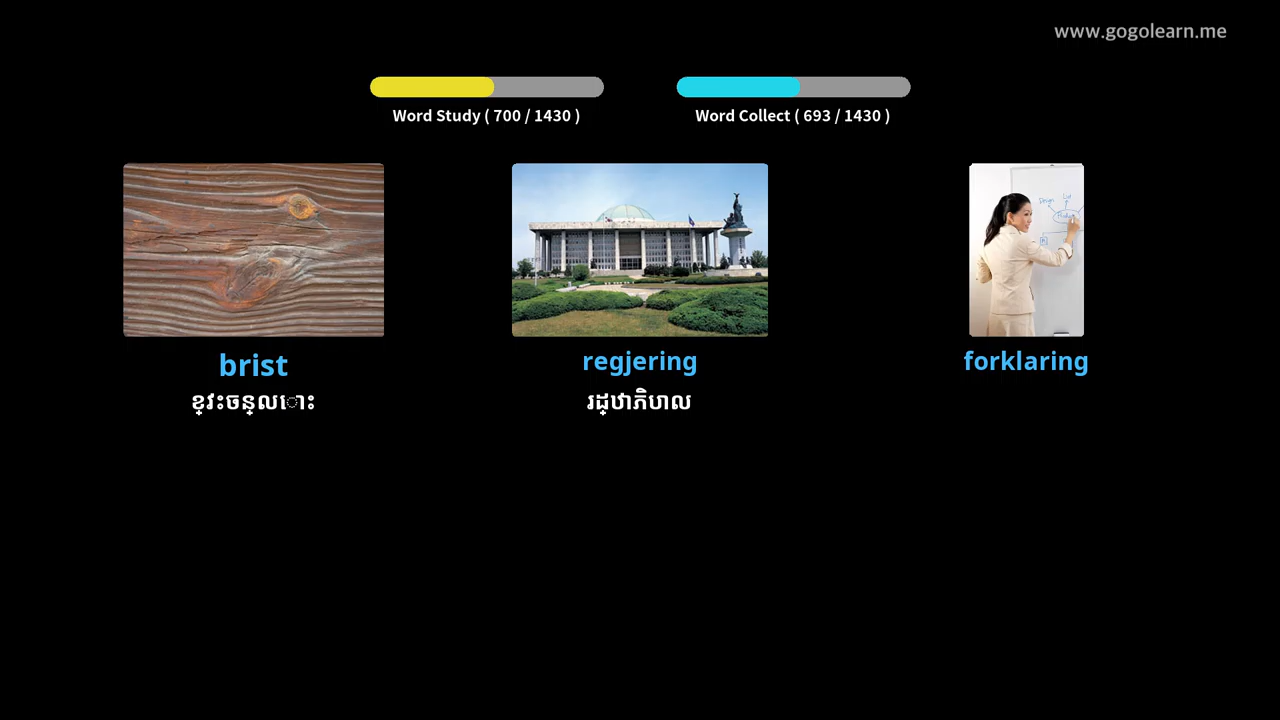 www.gogolearn.me
Word Study ( 700 / 1430 )
Word Collect ( 693 / 1430 )
brist
regjering
forklaring
ខ្វះចន្លោះ
រដ្ឋាភិបាល